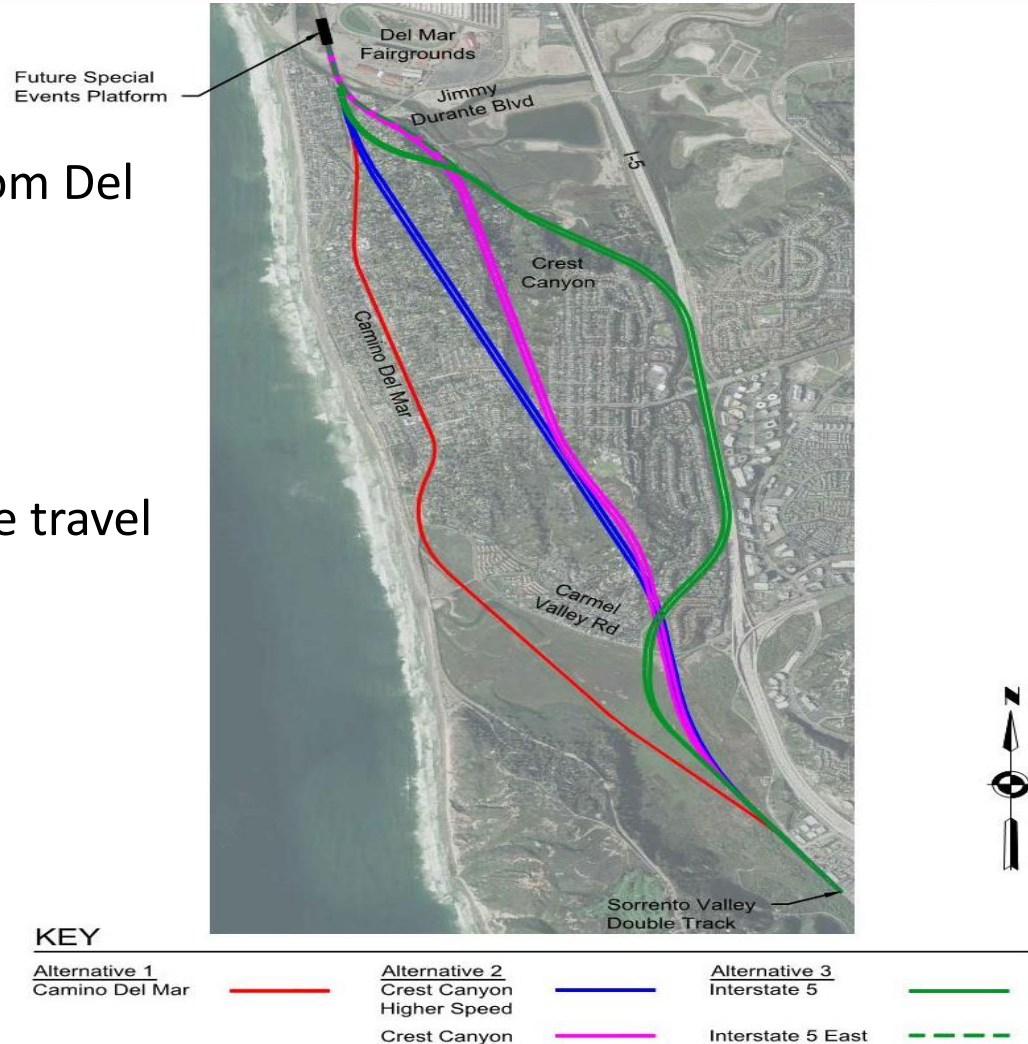 Del Mar
Fairgrounds
Future Special
Events Platform
Jimmy
Durante Blvd
I-5
om Del
Crest
Canyon
Camino Del Mar
e travel
Carmel
Valley Rd
N
Sorrento Valley
Double Track
KEY
Alternative 1
Camino Del Mar
Alternative 2
Crest Canyon
Higher Speed
Crest Canyon
Alternative 3
Interstate 5
Interstate 5 East